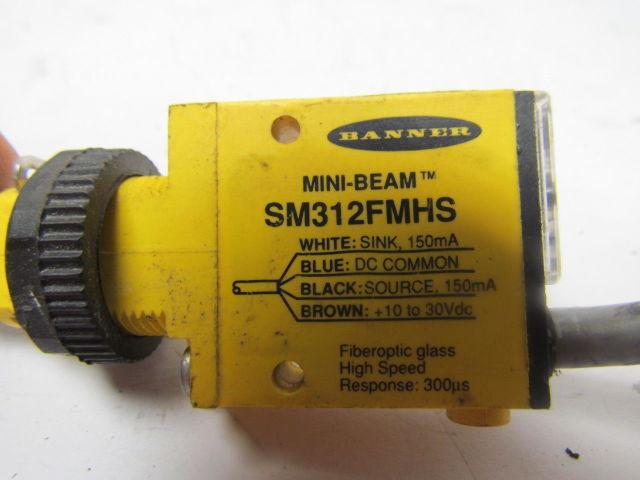 BANNER
MINI-BEAM™
SM312FMHS
WHITE: SINK, 150mA
BLUE: DC COMMON
BLACK: SOURCE, 150mA
BROWN: +10 to 30Vdc
Fiberoptic glass
High Speed
Response: 300µs